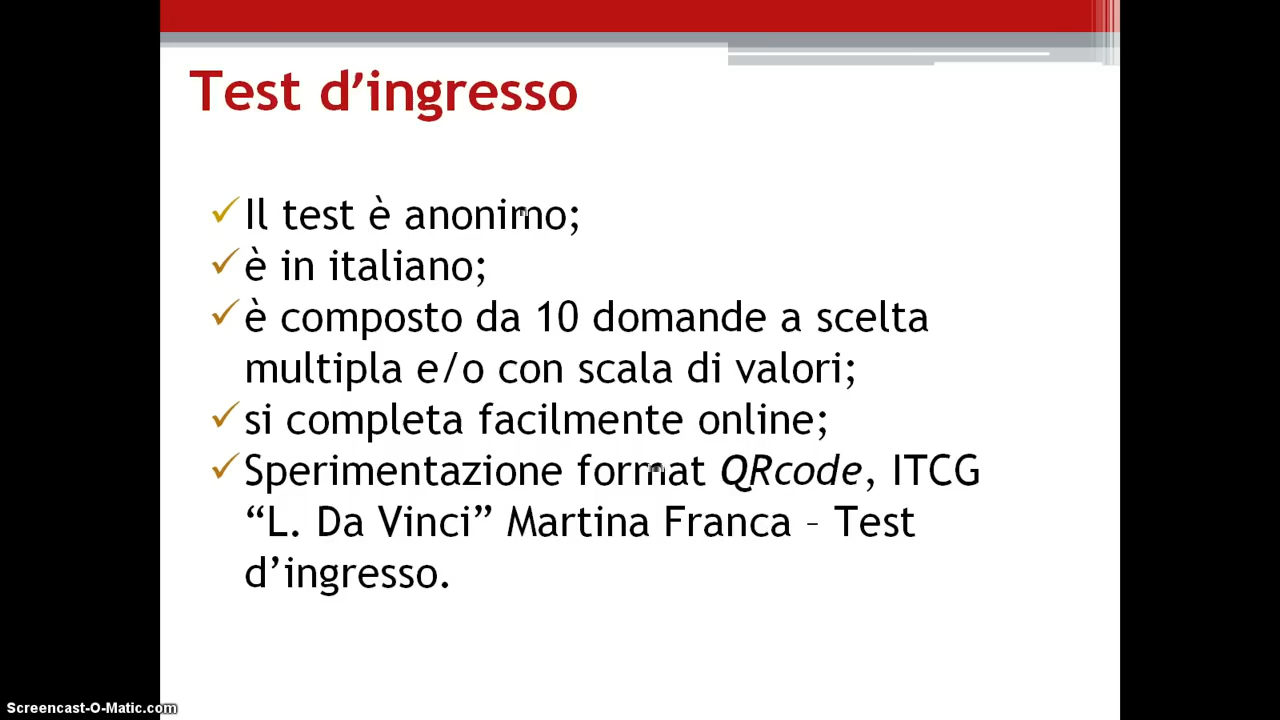 Test d’ingresso
Il test è anonimo;
è in italiano;
è composto da 10 domande a scelta
multipla e/o con scala di valori;
si completa facilmente online;
Sperimentazione format QRcode, ITCG
“L. Da Vinci” Martina Franca – Test
d’ingresso.
Screencast-O-Matic.com